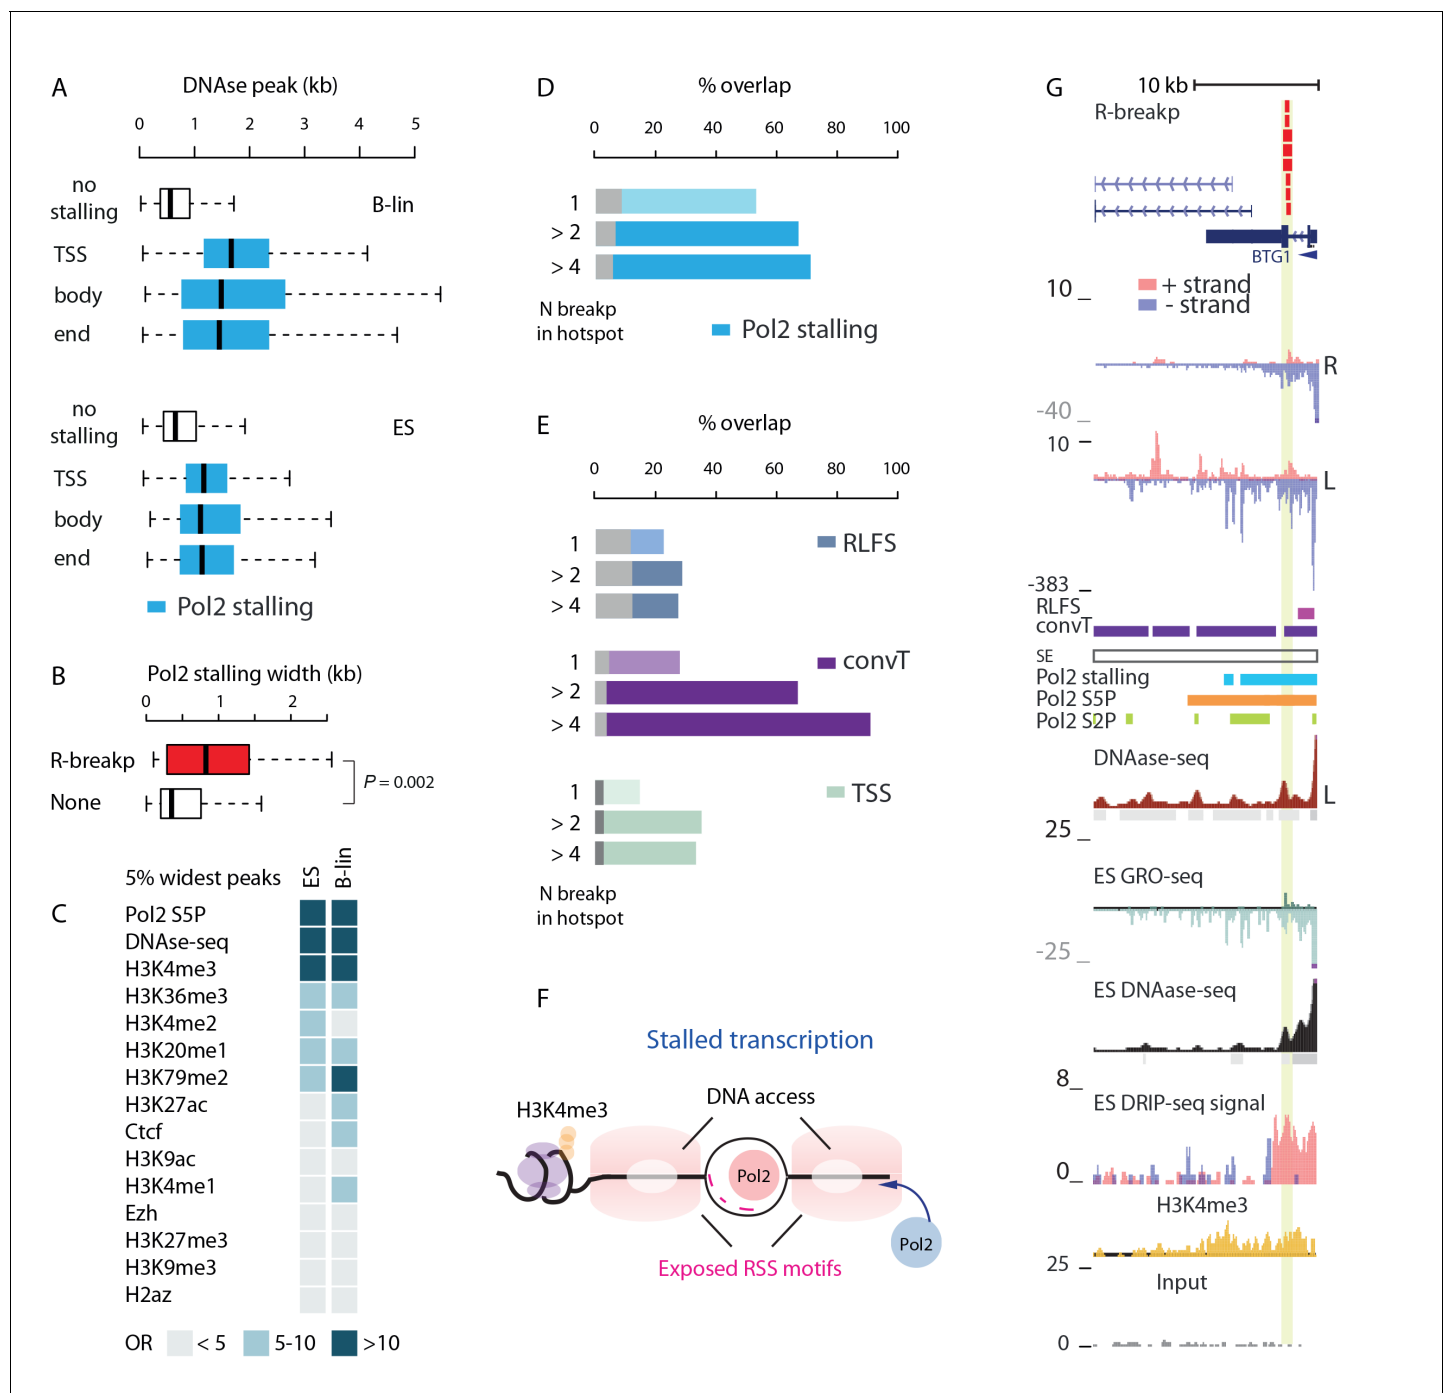 A
DNAse peak (kb)
0 1 2 3 4 5
no
stalling
B-lin
TSS
body
end
no
stalling
ES
TSS
body
end
Pol2 stalling
B
Pol2 stalling width (kb)
0 1 2
R-breakp
None
P = 0.002
C
5% widest peaks
ES
B-lin
Pol2 S5P
DNAse-seq
H3K4me3
H3K36me3
H3K4me2
H3K20me1
H3K79me2
H3K27ac
Ctcf
H3K9ac
H3K4me1
Ezh
H3K27me3
H3K9me3
H2az
OR < 5 5-10 >10
D
% overlap
0 20 40 60 80 100
1
> 2
> 4
N breakp
in hotspot
Pol2 stalling
E
% overlap
0 20 40 60 80 100
1
> 2
> 4
RLFS
1
> 2
> 4
convT
1
> 2
> 4
TSS
N breakp
in hotspot
F
Stalled transcription
DNA access
H3K4me3
Pol2
Pol2
Exposed RSS motifs
G
10 kb
R-breakp
BTG1
+ strand
- strand
10
R
-40
10
L
-383
RLFS
convT
SE
Pol2 stalling
Pol2 S5P
Pol2 S2P
DNAase-seq
L
25
ES GRO-seq
-25
ES DNAase-seq
8
ES DRIP-seq signal
0
H3K4me3
25
Input
0